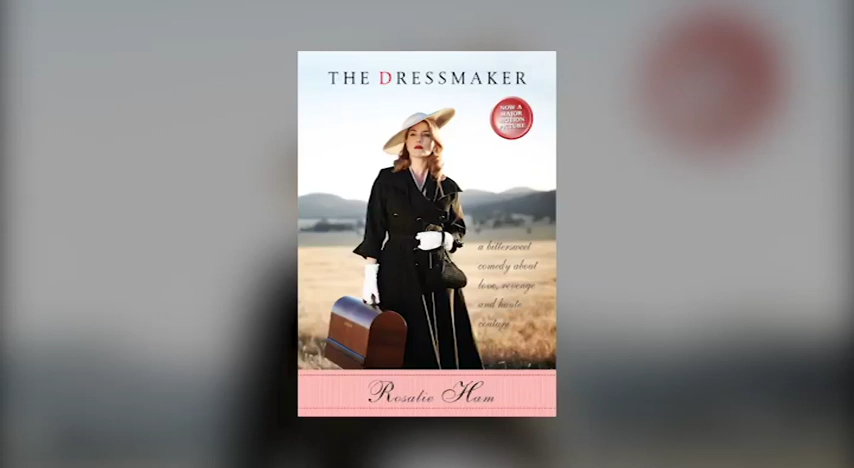 THE DRESSMAKER
NOW A
MAJOR
MOTION
PICTURE
a bittersweet
comedy about
love, revenge
and haute
couture
Rosalie Ham